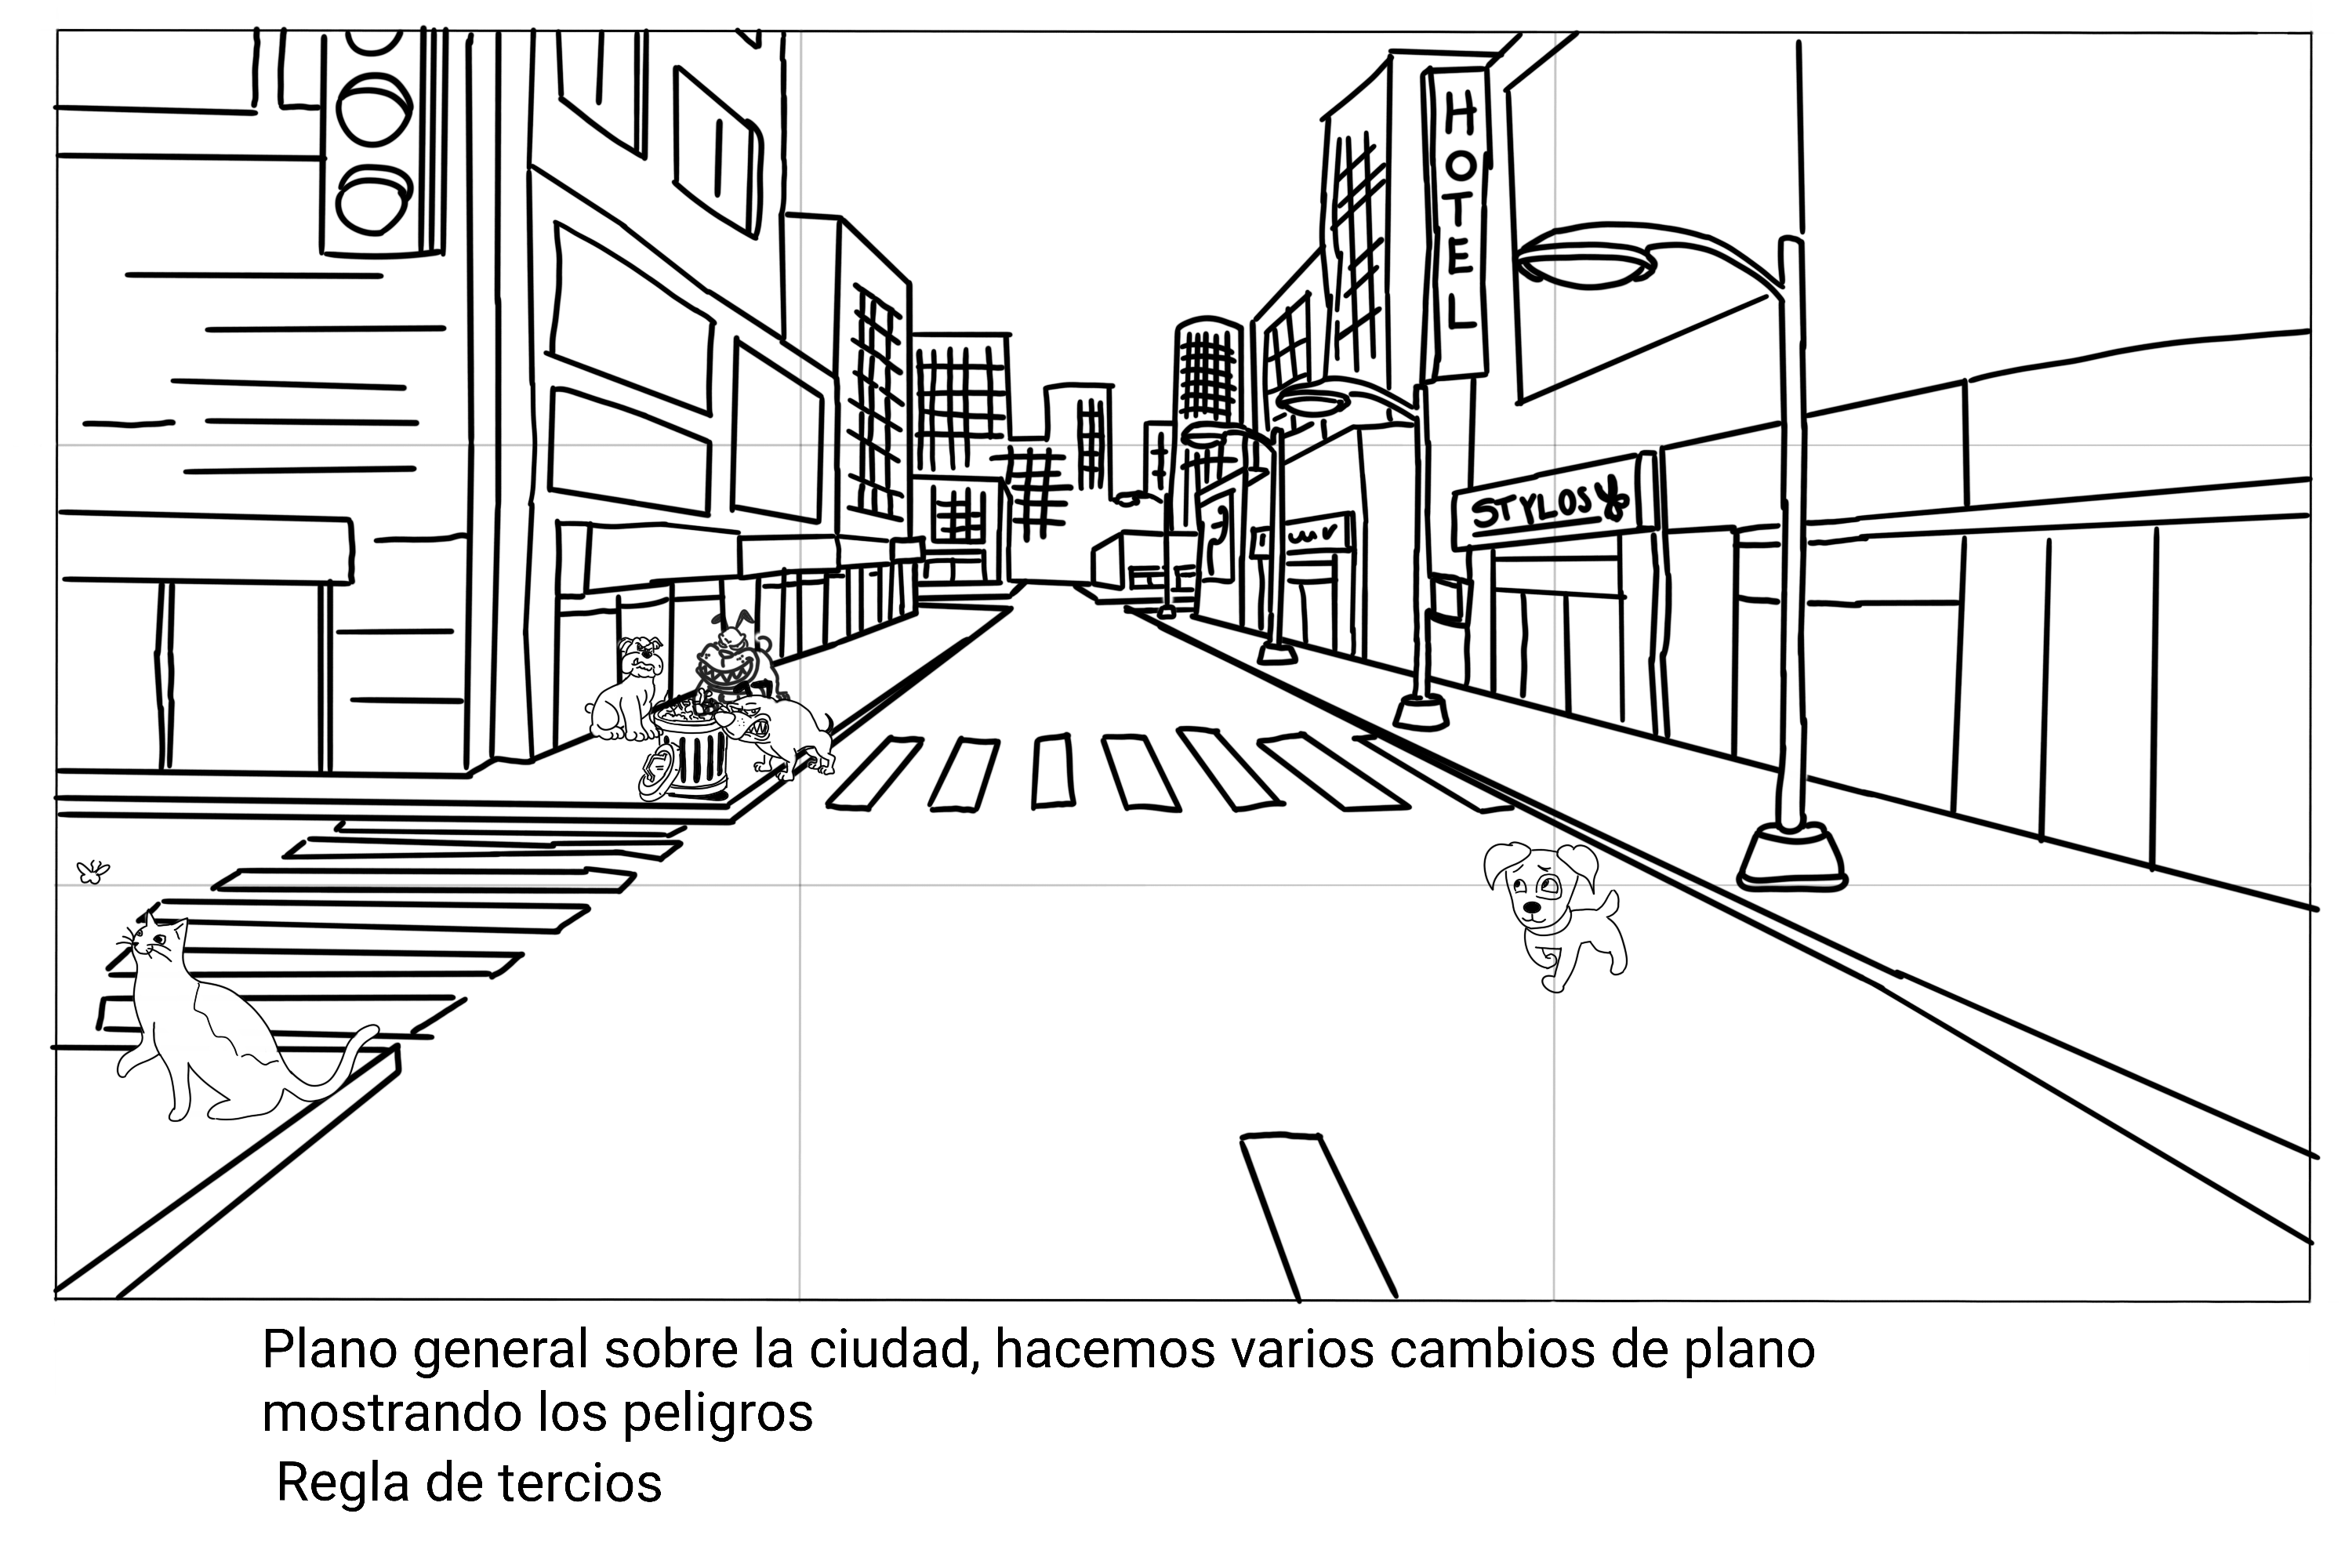 HOTEL
STYLOS
Plano general sobre la ciudad, hacemos varios cambios de plano
mostrando los peligros
Regla de tercios